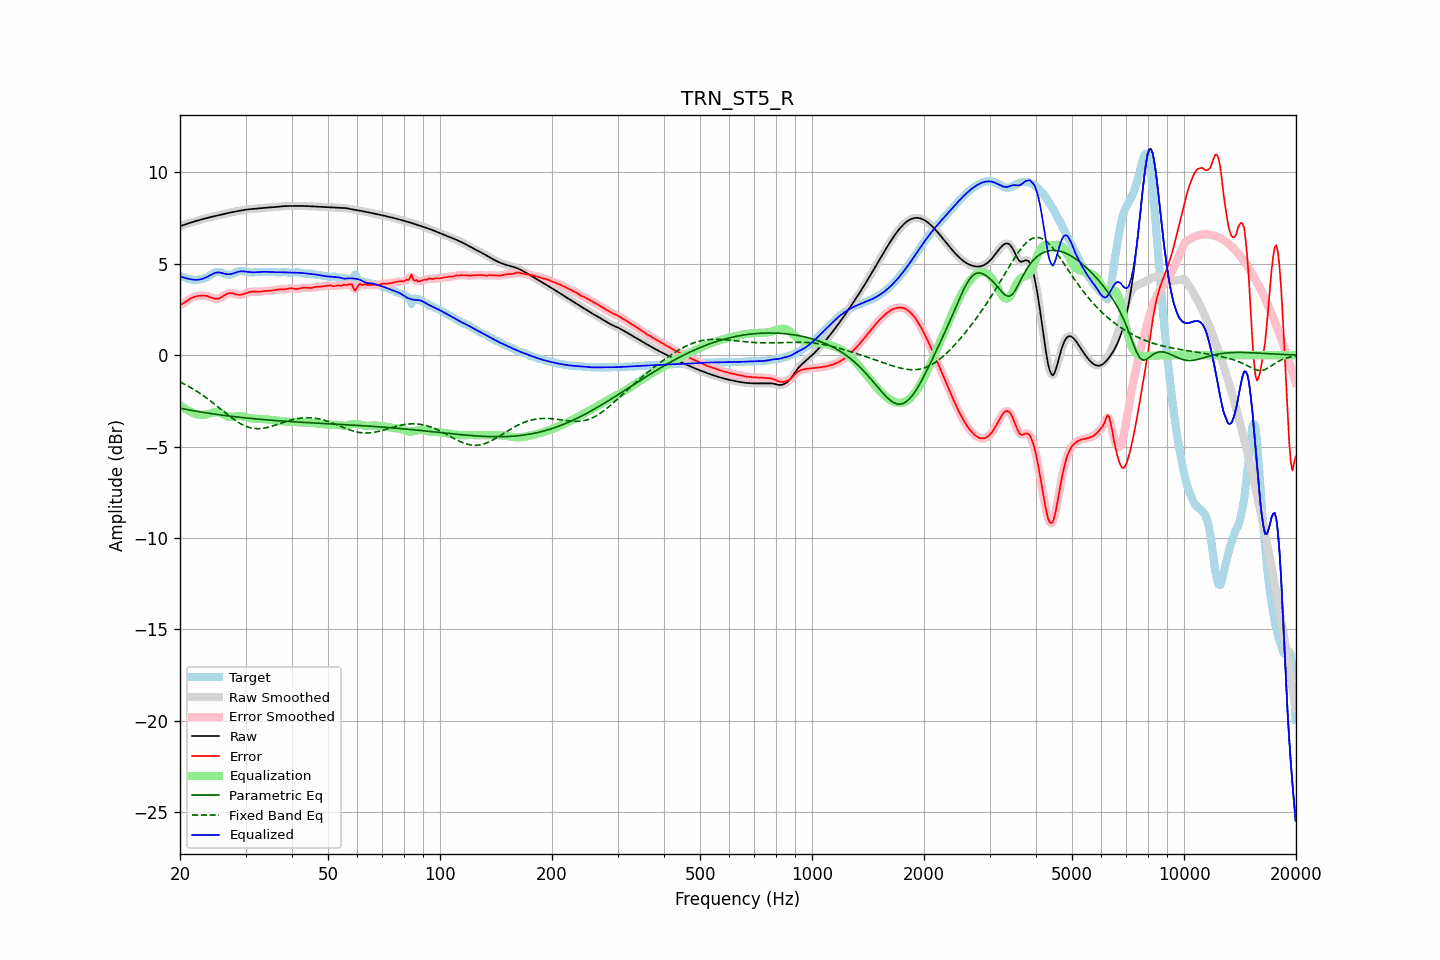 TRN_ST5_R
Amplitude (dBr)
10
5
0
−5
−10
−15
−20
−25
Target
Raw Smoothed
Error Smoothed
Raw
Error
Equalization
Parametric Eq
Fixed Band Eq
Equalized
20 50 100 200 500 1000 2000 5000 10000 20000
Frequency (Hz)